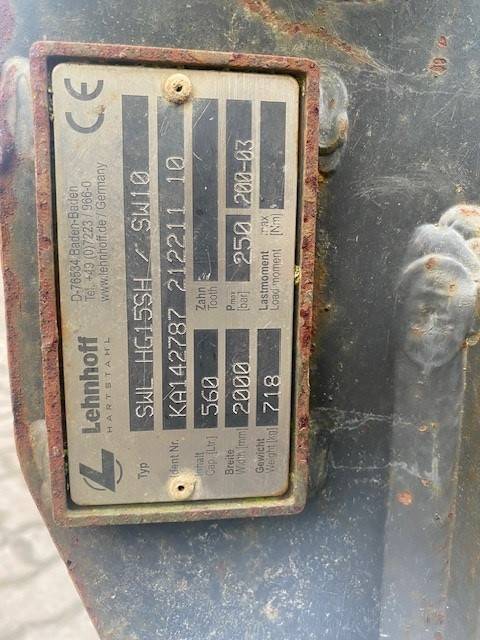 Lehnhoff
HARTSTAHL
D-76534 Baden-Baden
Tel. +49 (0)7223 / 966-0
www.lehnhoff.de / Germany
CE
Typ SWL HG15SH / SW10
Ident Nr. KA142787 212211 10
Inhalt Cap. [Ltr.] 560 Zahn Tooth
Breite Width [mm] 2000 Pmax [bar] 250 200-03
Gewicht Weight [kg] 718 Lastmoment Load moment max [Nm]